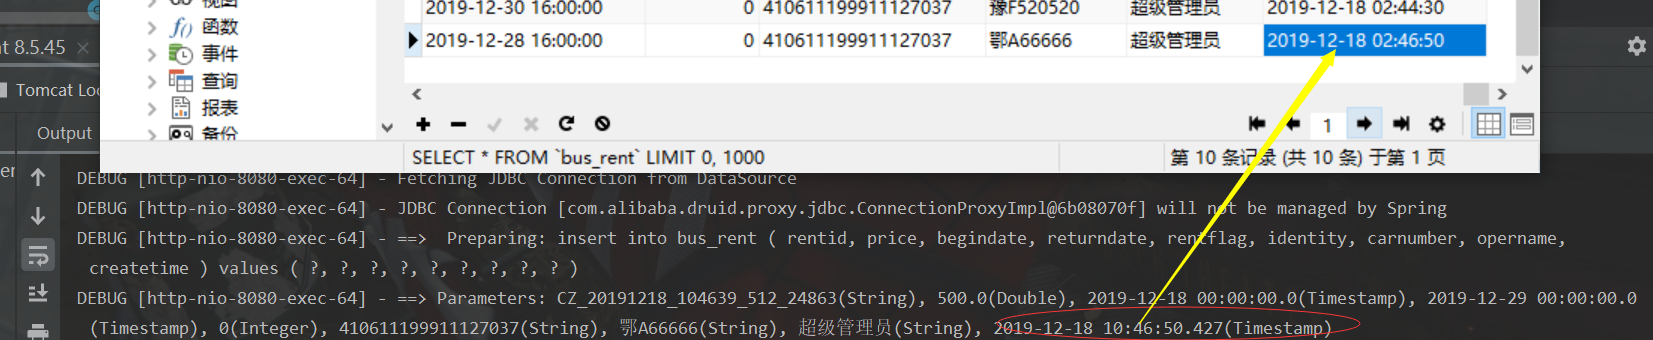 视图
2019-12-30 16:00:00 0 410611199911127037 豫F520520 超级管理员 2019-12-18 02:44:30
函数
2019-12-28 16:00:00 0 410611199911127037 鄂A66666 超级管理员 2019-12-18 02:46:50
t 8.5.45
事件
查询
Tomcat Loc
报表
Output
备份
1
SELECT * FROM `bus_rent` LIMIT 0, 1000 第 10 条记录 (共 10 条) 于第 1 页
er
DEBUG [http-nio-8080-exec-64] - Fetching JDBC Connection from DataSource
DEBUG [http-nio-8080-exec-64] - JDBC Connection [com.alibaba.druid.proxy.jdbc.ConnectionProxyImpl@6b08070f] will not be managed by Spring
DEBUG [http-nio-8080-exec-64] - ==>  Preparing: insert into bus_rent ( rentid, price, begindate, returndate, rentflag, identity, carnumber, opername,
createtime ) values ( ?, ?, ?, ?, ?, ?, ?, ?, ? )
DEBUG [http-nio-8080-exec-64] - ==> Parameters: CZ_20191218_104639_512_24863(String), 500.0(Double), 2019-12-18 00:00:00.0(Timestamp), 2019-12-29 00:00:00.0
(Timestamp), 0(Integer), 410611199911127037(String), 鄂A66666(String), 超级管理员(String), 2019-12-18 10:46:50.427(Timestamp)